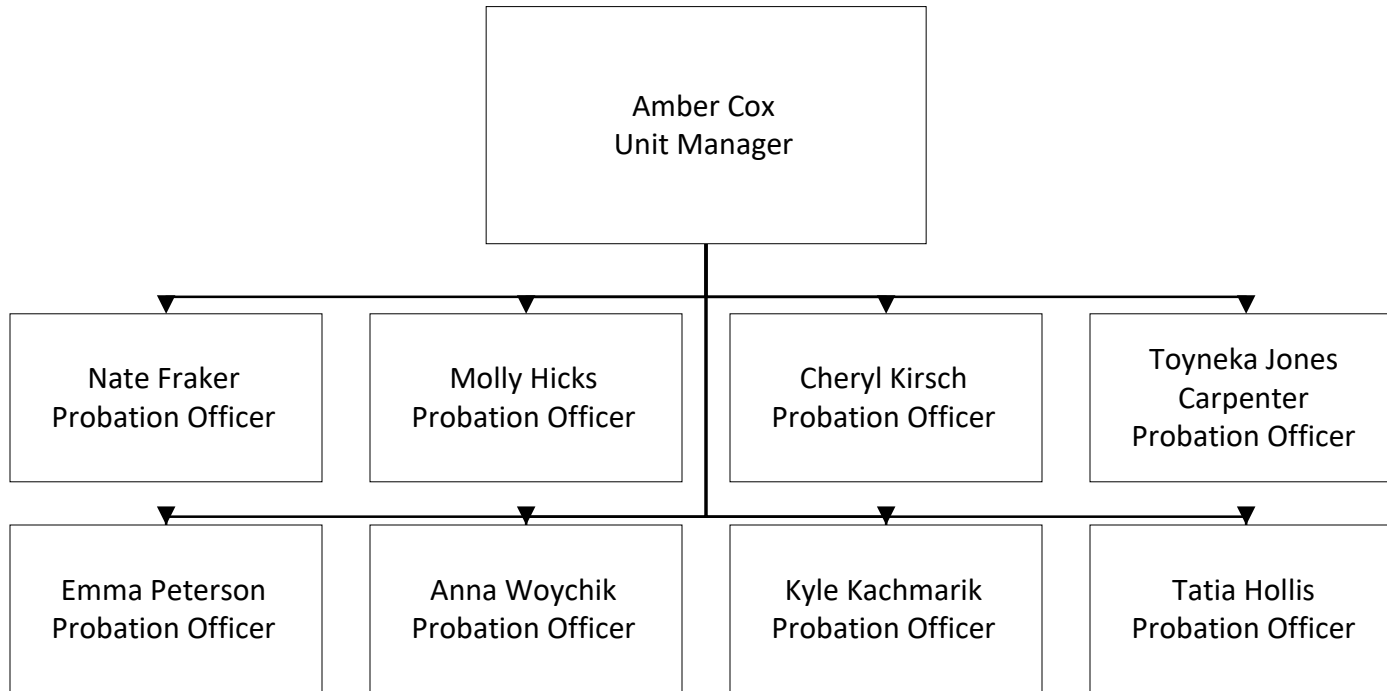 Amber Cox
Unit Manager
Nate Fraker
Probation Officer
Molly Hicks
Probation Officer
Cheryl Kirsch
Probation Officer
Toyneka Jones
Carpenter
Probation Officer
Emma Peterson
Probation Officer
Anna Woychik
Probation Officer
Kyle Kachmarik
Probation Officer
Tatia Hollis
Probation Officer